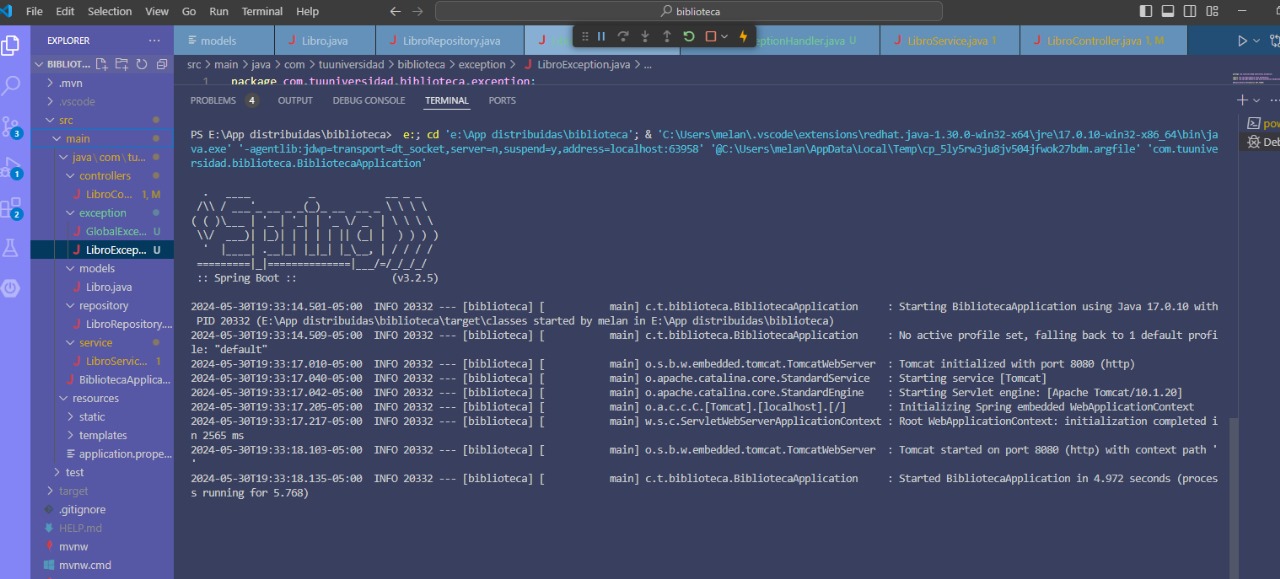 File Edit Selection View Go Run Terminal Help
biblioteca
EXPLORER ...
models
Libro.java
LibroRepository.java
eptionHandler.java U
LibroService.java 1
LibroController.java 1, M
BIBLIOT...
.mvn
.vscode
src
main
java\com\tu...
controllers
LibroCo... 1, M
exception
GlobalExce... U
LibroExcep... U
models
Libro.java
repository
LibroRepository....
service
LibroServic... 1
BibliotecaApplica...
resources
static
templates
application.prope...
test
target
.gitignore
HELP.md
mvnw
mvnw.cmd
3
1
2
src > main > java > com > tuuniversidad > biblioteca > exception > LibroException.java > ...
1 package com.tuuniversidad.biblioteca.exception;
PROBLEMS 4 OUTPUT DEBUG CONSOLE TERMINAL PORTS
pow
Deb
PS E:\App distribuidas\biblioteca> e:; cd 'e:\App distribuidas\biblioteca'; & 'C:\Users\melan\.vscode\extensions\redhat.java-1.30.0-win32-x64\jre\17.0.10-win32-x86_64\bin\ja
va.exe' '-agentlib:jdwp=transport=dt_socket,server=n,suspend=y,address=localhost:63958' '@C:\Users\melan\AppData\Local\Temp\cp_5ly5rw3ju8jv504jfwok27bdm.argfile' 'com.tuunive
rsidad.biblioteca.BibliotecaApplication'
Spring
:: Spring Boot :: (v3.2.5)
2024-05-30T19:33:14.501-05:00 INFO 20332 --- [biblioteca] [ main] c.t.biblioteca.BibliotecaApplication : Starting BibliotecaApplication using Java 17.0.10 with
PID 20332 (E:\App distribuidas\biblioteca\target\classes started by melan in E:\App distribuidas\biblioteca)
2024-05-30T19:33:14.509-05:00 INFO 20332 --- [biblioteca] [ main] c.t.biblioteca.BibliotecaApplication : No active profile set, falling back to 1 default profi
le: "default"
2024-05-30T19:33:17.010-05:00 INFO 20332 --- [biblioteca] [ main] o.s.b.w.embedded.tomcat.TomcatWebServer : Tomcat initialized with port 8080 (http)
2024-05-30T19:33:17.040-05:00 INFO 20332 --- [biblioteca] [ main] o.apache.catalina.core.StandardService : Starting service [Tomcat]
2024-05-30T19:33:17.042-05:00 INFO 20332 --- [biblioteca] [ main] o.apache.catalina.core.StandardEngine : Starting Servlet engine: [Apache Tomcat/10.1.20]
2024-05-30T19:33:17.205-05:00 INFO 20332 --- [biblioteca] [ main] o.a.c.c.C.[Tomcat].[localhost].[/] : Initializing Spring embedded WebApplicationContext
2024-05-30T19:33:17.217-05:00 INFO 20332 --- [biblioteca] [ main] w.s.c.ServletWebServerApplicationContext : Root WebApplicationContext: initialization completed i
n 2565 ms
2024-05-30T19:33:18.103-05:00 INFO 20332 --- [biblioteca] [ main] o.s.b.w.embedded.tomcat.TomcatWebServer : Tomcat started on port 8080 (http) with context path '
'
2024-05-30T19:33:18.135-05:00 INFO 20332 --- [biblioteca] [ main] c.t.biblioteca.BibliotecaApplication : Started BibliotecaApplication in 4.972 seconds (proces
s running for 5.768)